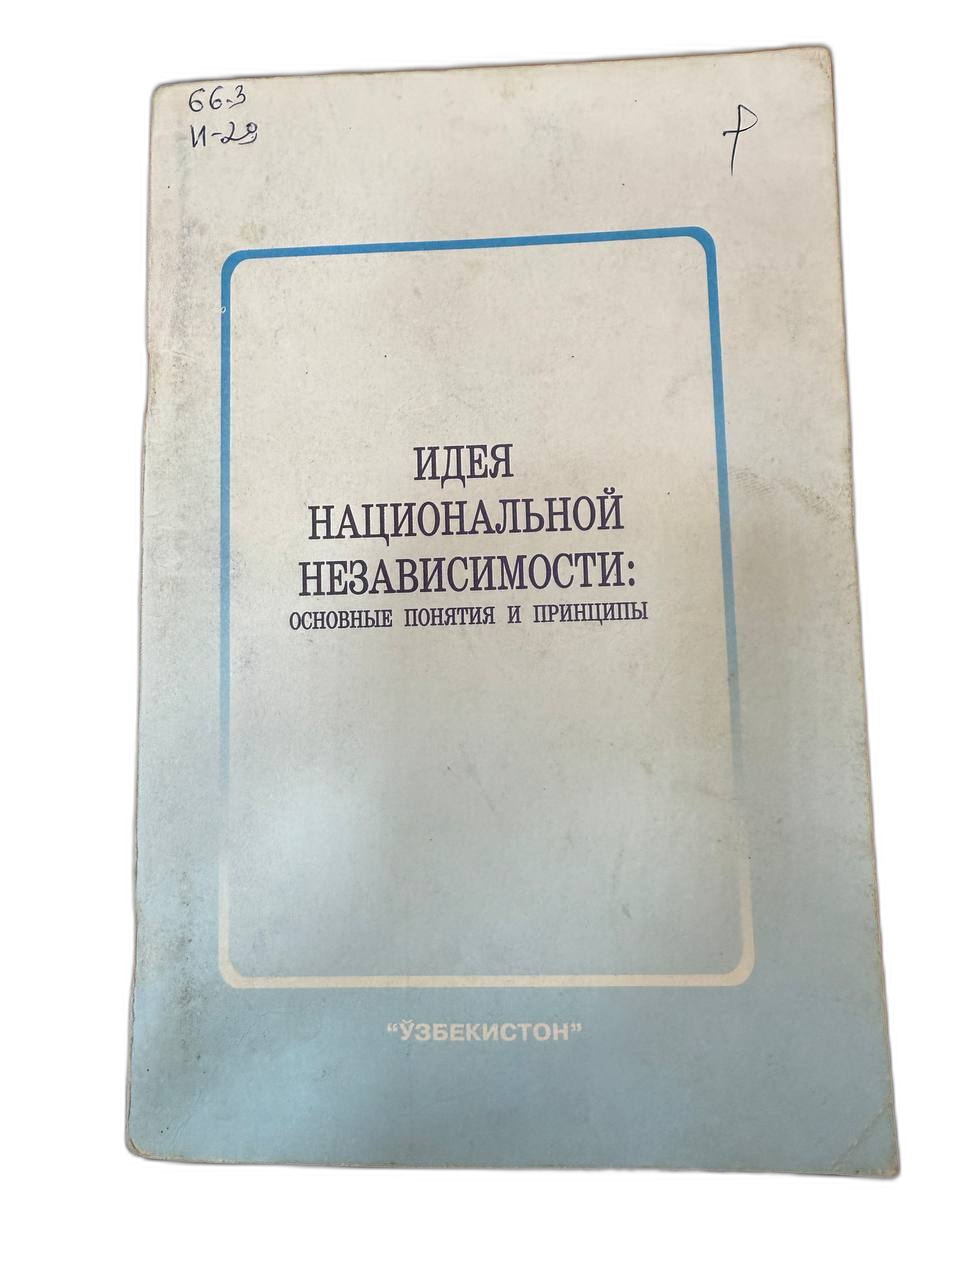 66.3
И-29
Р
ИДЕЯ
НАЦИОНАЛЬНОЙ
НЕЗАВИСИМОСТИ:
ОСНОВНЫЕ ПОНЯТИЯ И ПРИНЦИПЫ
“ЎЗБЕКИСТОН”